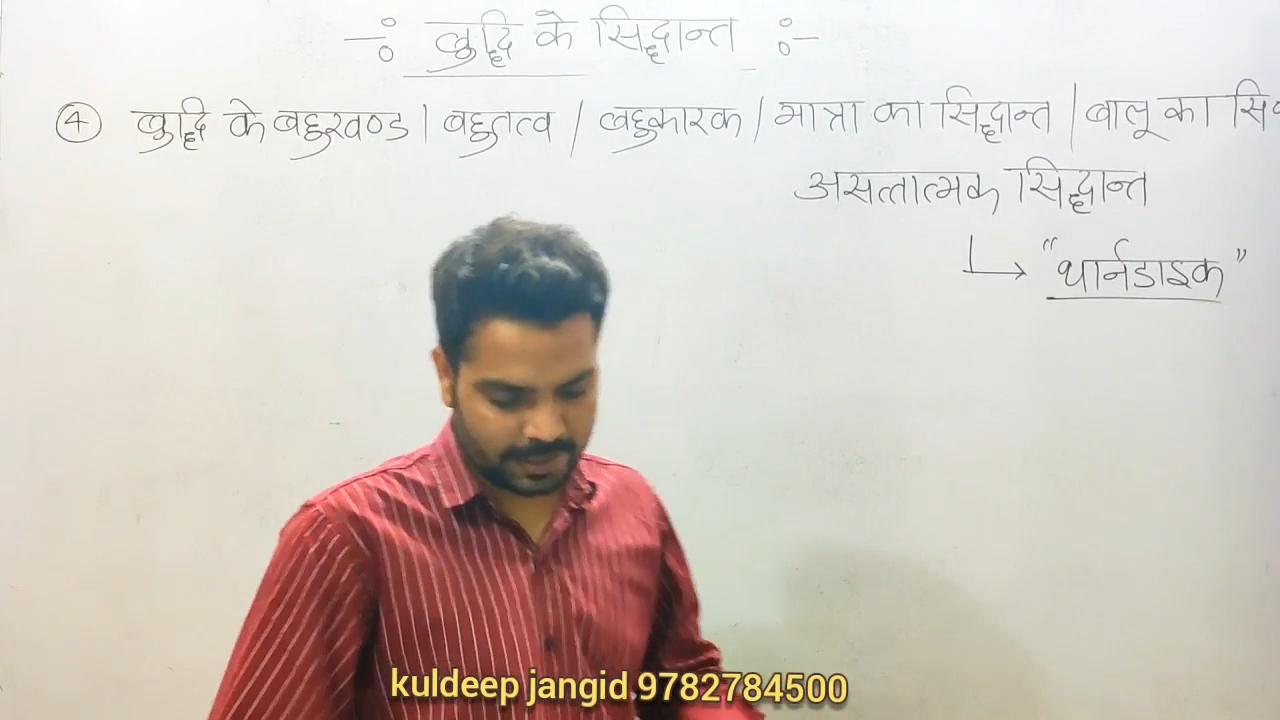 -: बुद्धि के सिद्धान्त :-
④ बुद्धि के बहुखण्ड / बहुतत्व / बहुकारक / मात्रा का सिद्धान्त / बालू का
असत्तात्मक सिद्धान्त
↳ "थार्नडाइक"
kuldeep jangid 9782784500